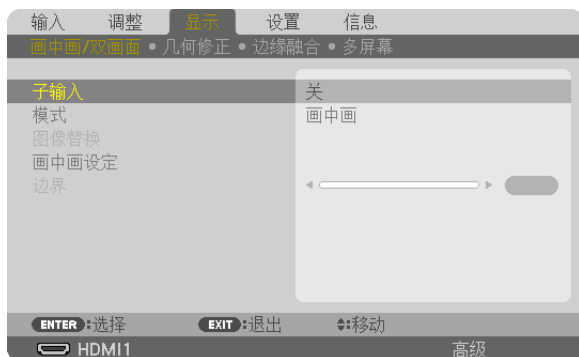 输入 调整 显示 设置 信息
画中画/双画面 • 几何修正 • 边缘融合 • 多屏幕
子输入 关
模式 画中画
图像替换
画中画设定
边界
ENTER:选择 EXIT:退出 :移动
HDMI1 高级